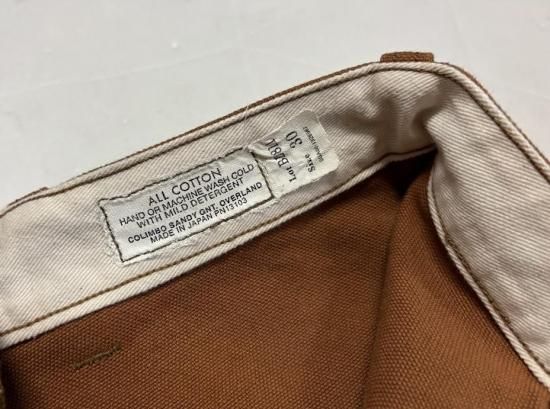 ALL COTTON
HAND OR MACHINE WASH COLD
WITH MILD DETERGENT
COLIMBO SANDY QNT. OVERLAND
MADE IN JAPAN PN13103
Size
30